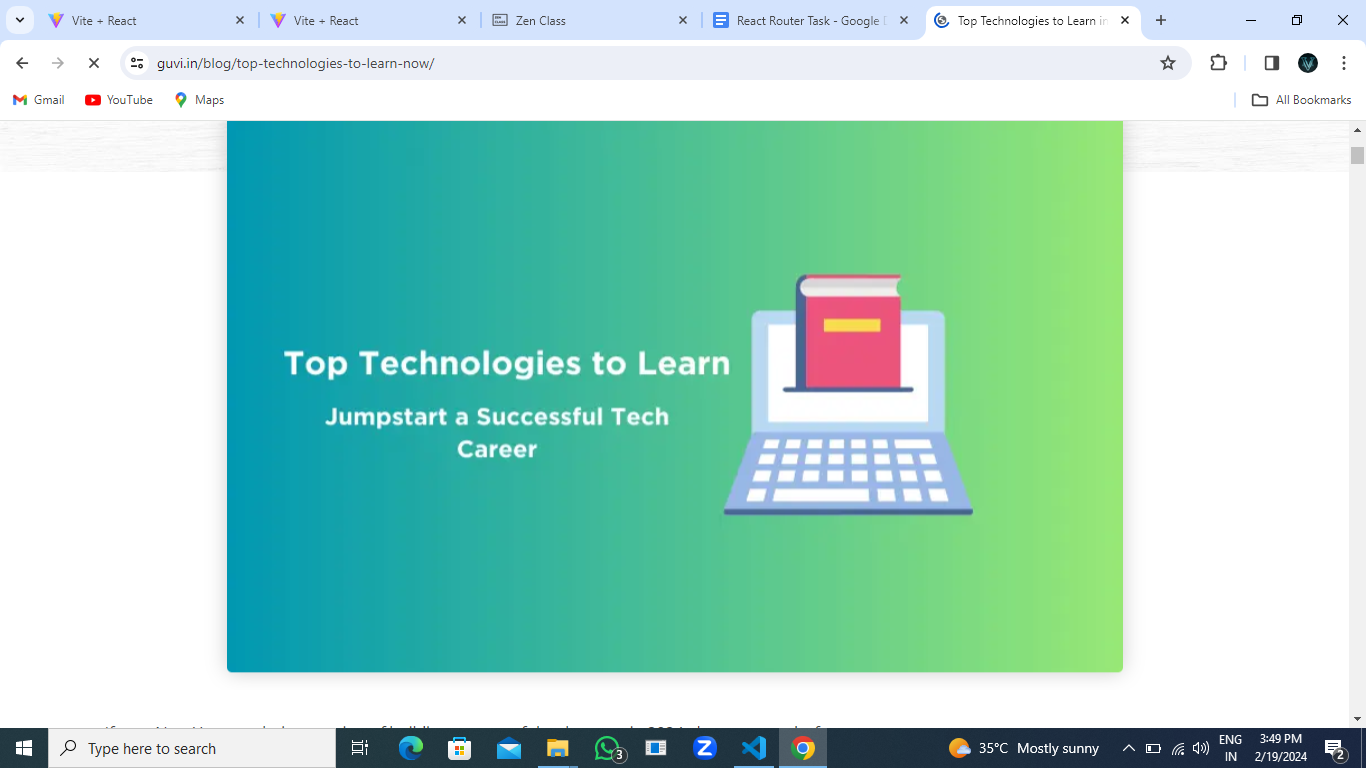 Vite + React
Vite + React
Zen Class
React Router Task - Google
Top Technologies to Learn in
guvi.in/blog/top-technologies-to-learn-now/
Gmail
YouTube
Maps
All Bookmarks
Top Technologies to Learn
Jumpstart a Successful Tech
Career
Type here to search
3
35°C Mostly sunny
ENG
IN
3:49 PM
2/19/2024
2